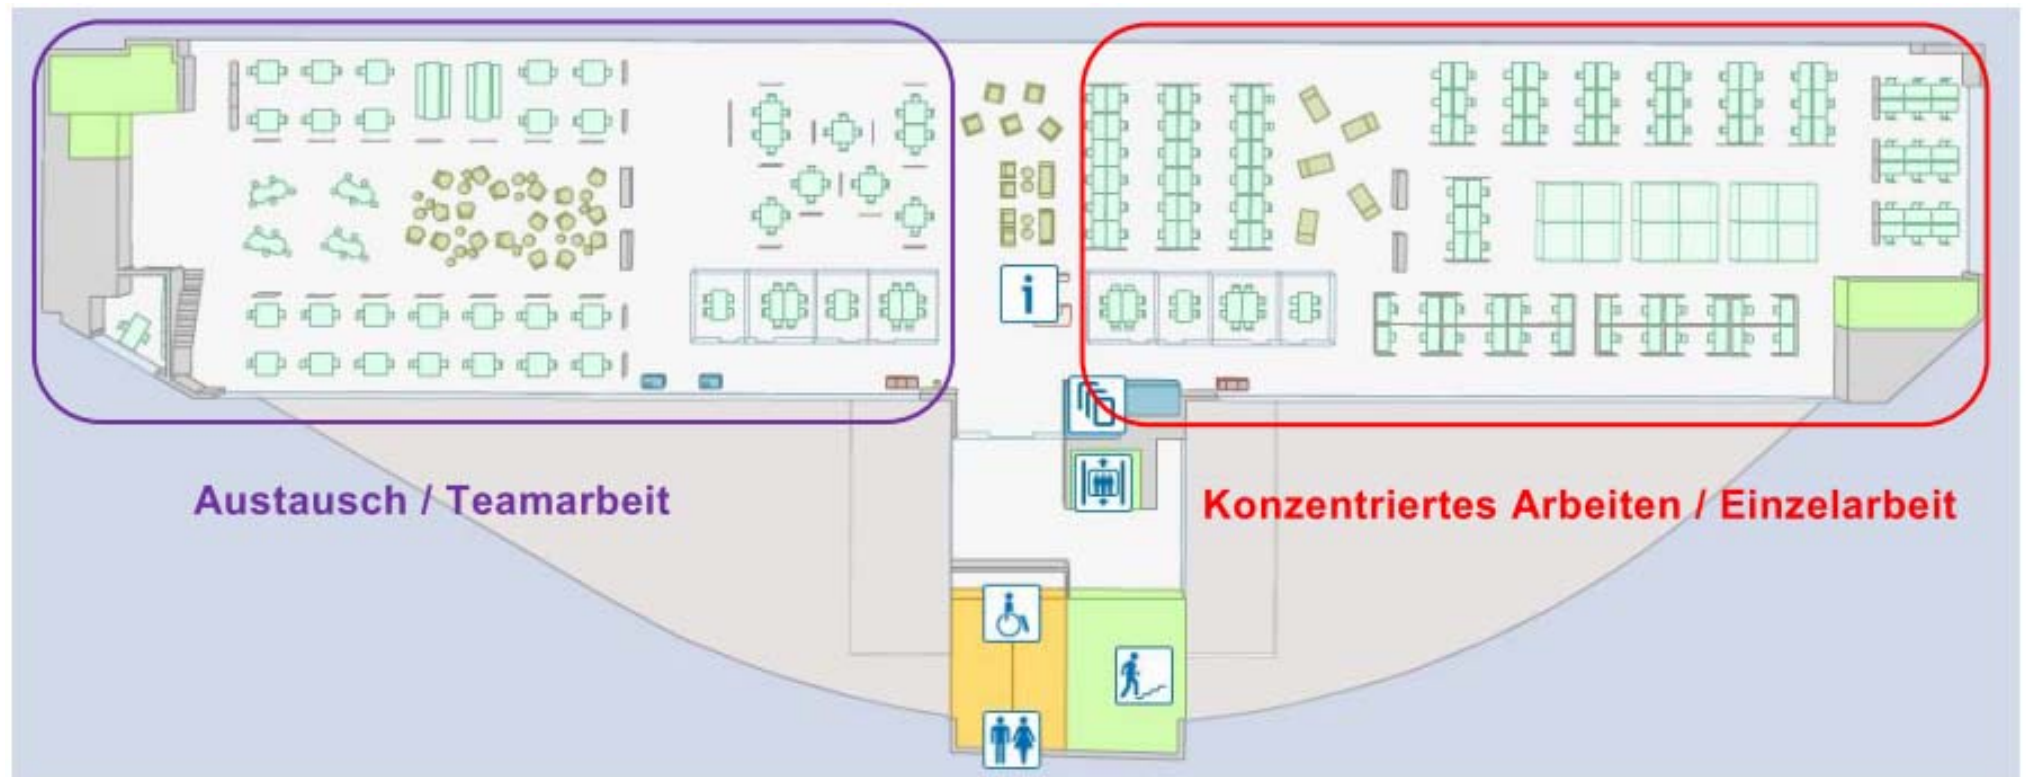 i
Austausch / Teamarbeit
Konzentriertes Arbeiten / Einzelarbeit